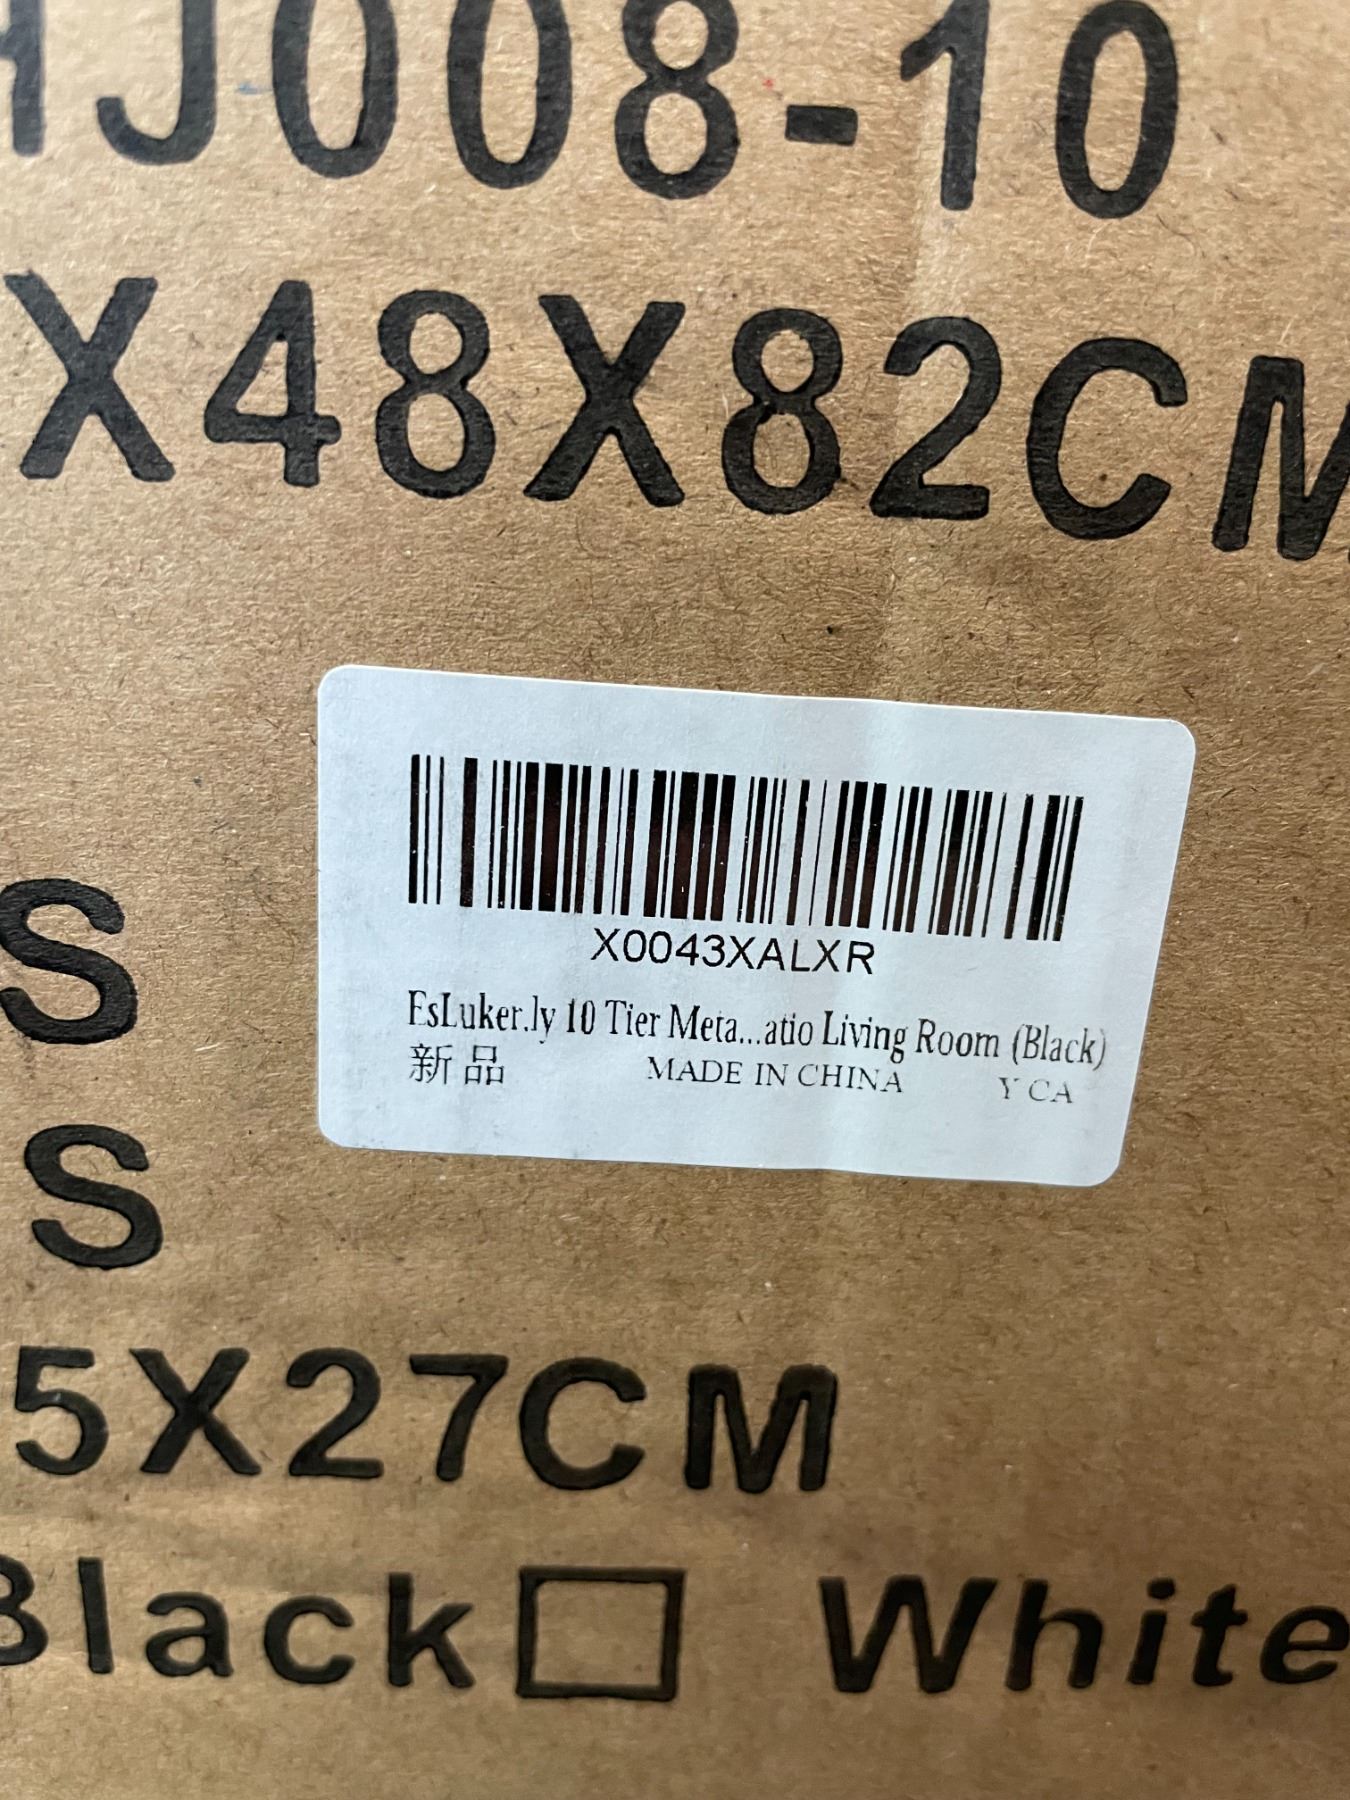 HJ008-10
X48X82CM
X0043XALXR
EsLuker.ly 10 Tier Meta...atio Living Room (Black)
新品 MADE IN CHINA Y CA
S
S
5X27CM
Black□ White